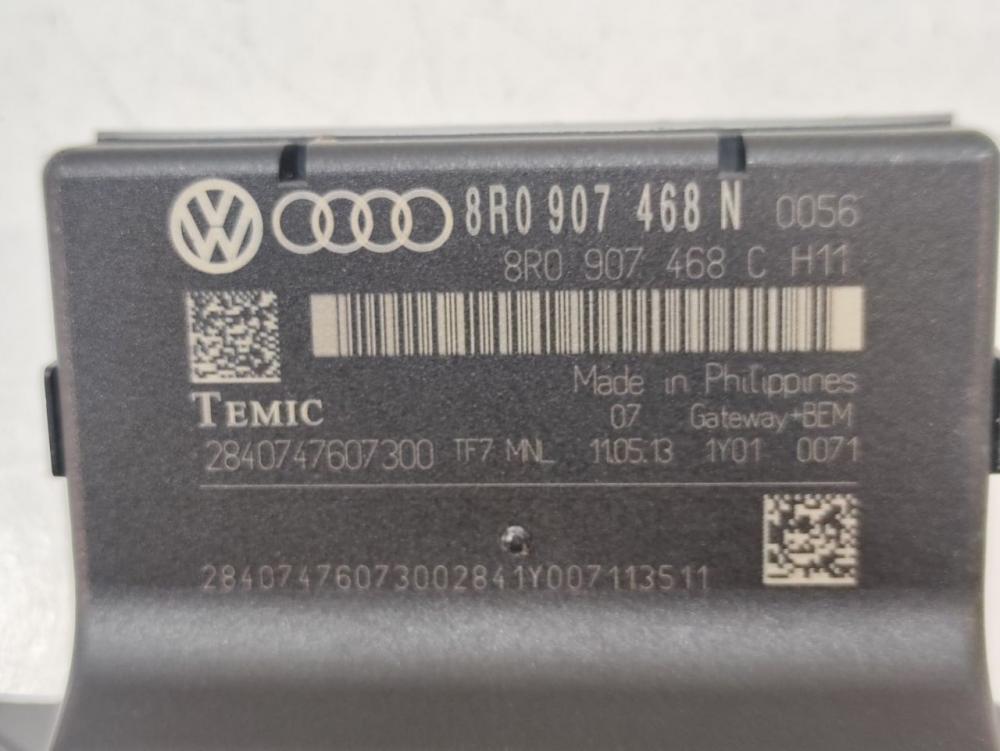 8R0 907 468 N 0056
8R0 907 468 C H11
Made in Philippines
TEMIC 07 Gateway+BEM
2840747607300 TF7 MNL 11.05.13 1Y01 0071
28407476073002841Y007113511